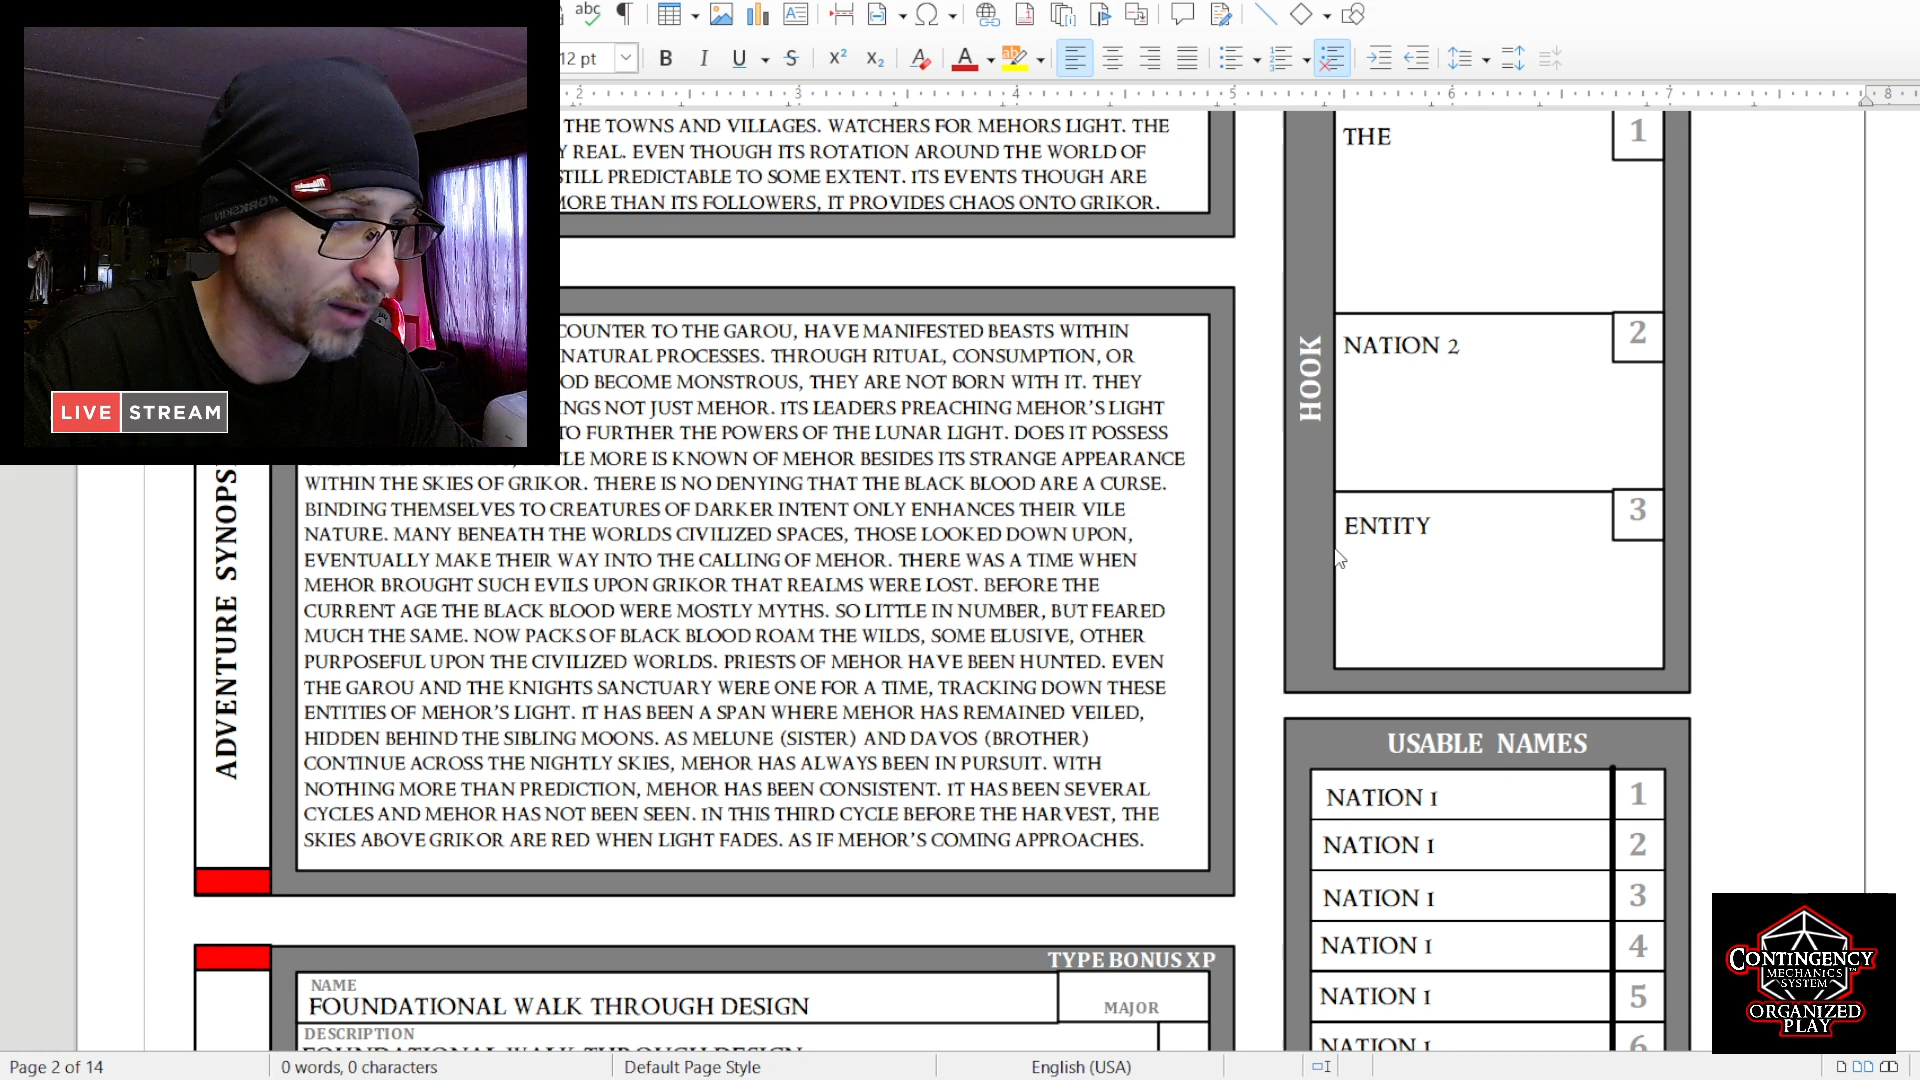 12 pt
2 3 4 5 6 7 8
THE TOWNS AND VILLAGES. WATCHERS FOR MEHORS LIGHT. THE
REAL. EVEN THOUGH ITS ROTATION AROUND THE WORLD OF
STILL PREDICTABLE TO SOME EXTENT. ITS EVENTS THOUGH ARE
MORE THAN ITS FOLLOWERS, IT PROVIDES CHAOS ONTO GRIKOR.
LIVE STREAM
ADVENTURE SYNOPS
COUNTER TO THE GAROU, HAVE MANIFESTED BEASTS WITHIN
NATURAL PROCESSES. THROUGH RITUAL, CONSUMPTION, OR
OD BECOME MONSTROUS, THEY ARE NOT BORN WITH IT. THEY
INGS NOT JUST MEHOR. ITS LEADERS PREACHING MEHOR'S LIGHT
TO FURTHER THE POWERS OF THE LUNAR LIGHT. DOES IT POSSESS
TLE MORE IS KNOWN OF MEHOR BESIDES ITS STRANGE APPEARANCE
WITHIN THE SKIES OF GRIKOR. THERE IS NO DENYING THAT THE BLACK BLOOD ARE A CURSE.
BINDING THEMSELVES TO CREATURES OF DARKER INTENT ONLY ENHANCES THEIR VILE
NATURE. MANY BENEATH THE WORLDS CIVILIZED SPACES, THOSE LOOKED DOWN UPON,
EVENTUALLY MAKE THEIR WAY INTO THE CALLING OF MEHOR. THERE WAS A TIME WHEN
MEHOR BROUGHT SUCH EVILS UPON GRIKOR THAT REALMS WERE LOST. BEFORE THE
CURRENT AGE THE BLACK BLOOD WERE MOSTLY MYTHS. SO LITTLE IN NUMBER, BUT FEARED
MUCH THE SAME. NOW PACKS OF BLACK BLOOD ROAM THE WILDS, SOME ELUSIVE, OTHER
PURPOSEFUL UPON THE CIVILIZED WORLDS. PRIESTS OF MEHOR HAVE BEEN HUNTED. EVEN
THE GAROU AND THE KNIGHTS SANCTUARY WERE ONE FOR A TIME, TRACKING DOWN THESE
ENTITIES OF MEHOR'S LIGHT. IT HAS BEEN A SPAN WHERE MEHOR HAS REMAINED VEILED,
HIDDEN BEHIND THE SIBLING MOONS. AS MELUNE (SISTER) AND DAVOS (BROTHER)
CONTINUE ACROSS THE NIGHTLY SKIES, MEHOR HAS ALWAYS BEEN IN PURSUIT. WITH
NOTHING MORE THAN PREDICTION, MEHOR HAS BEEN CONSISTENT. IT HAS BEEN SEVERAL
CYCLES AND MEHOR HAS NOT BEEN SEEN. IN THIS THIRD CYCLE BEFORE THE HARVEST, THE
SKIES ABOVE GRIKOR ARE RED WHEN LIGHT FADES. AS IF MEHOR'S COMING APPROACHES.
TYPE BONUS XP
NAME
FOUNDATIONAL WALK THROUGH DESIGN
MAJOR
DESCRIPTION
FOUNDATIONAL WALK THROUGH DESIGN
HOOK
THE 1
NATION 2 2
ENTITY 3
USABLE NAMES
NATION 1 1
NATION 1 2
NATION 1 3
NATION 1 4
NATION 1 5
NATION 1 6
CONTINGENCY
MECHANICS
SYSTEM
ORGANIZED
PLAY
Page 2 of 14
0 words, 0 characters
Default Page Style
English (USA)